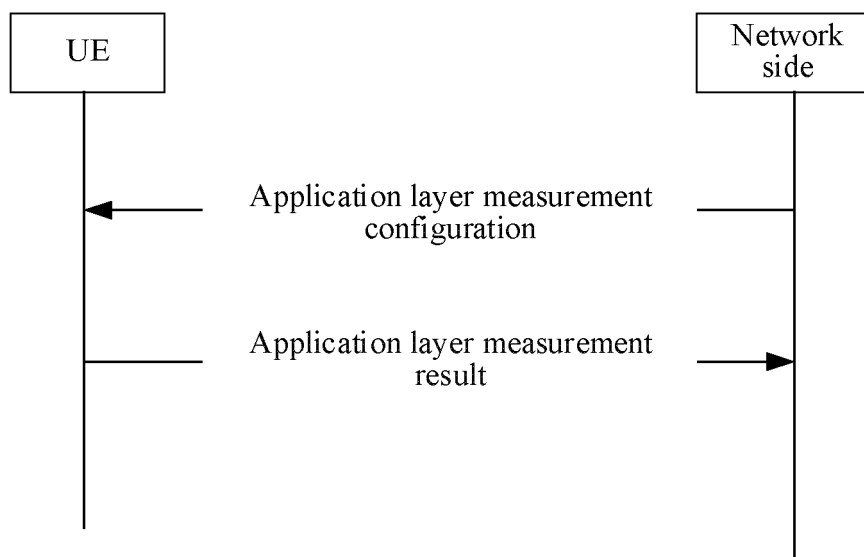 UE
Network
side
Application layer measurement
configuration
Application layer measurement
result